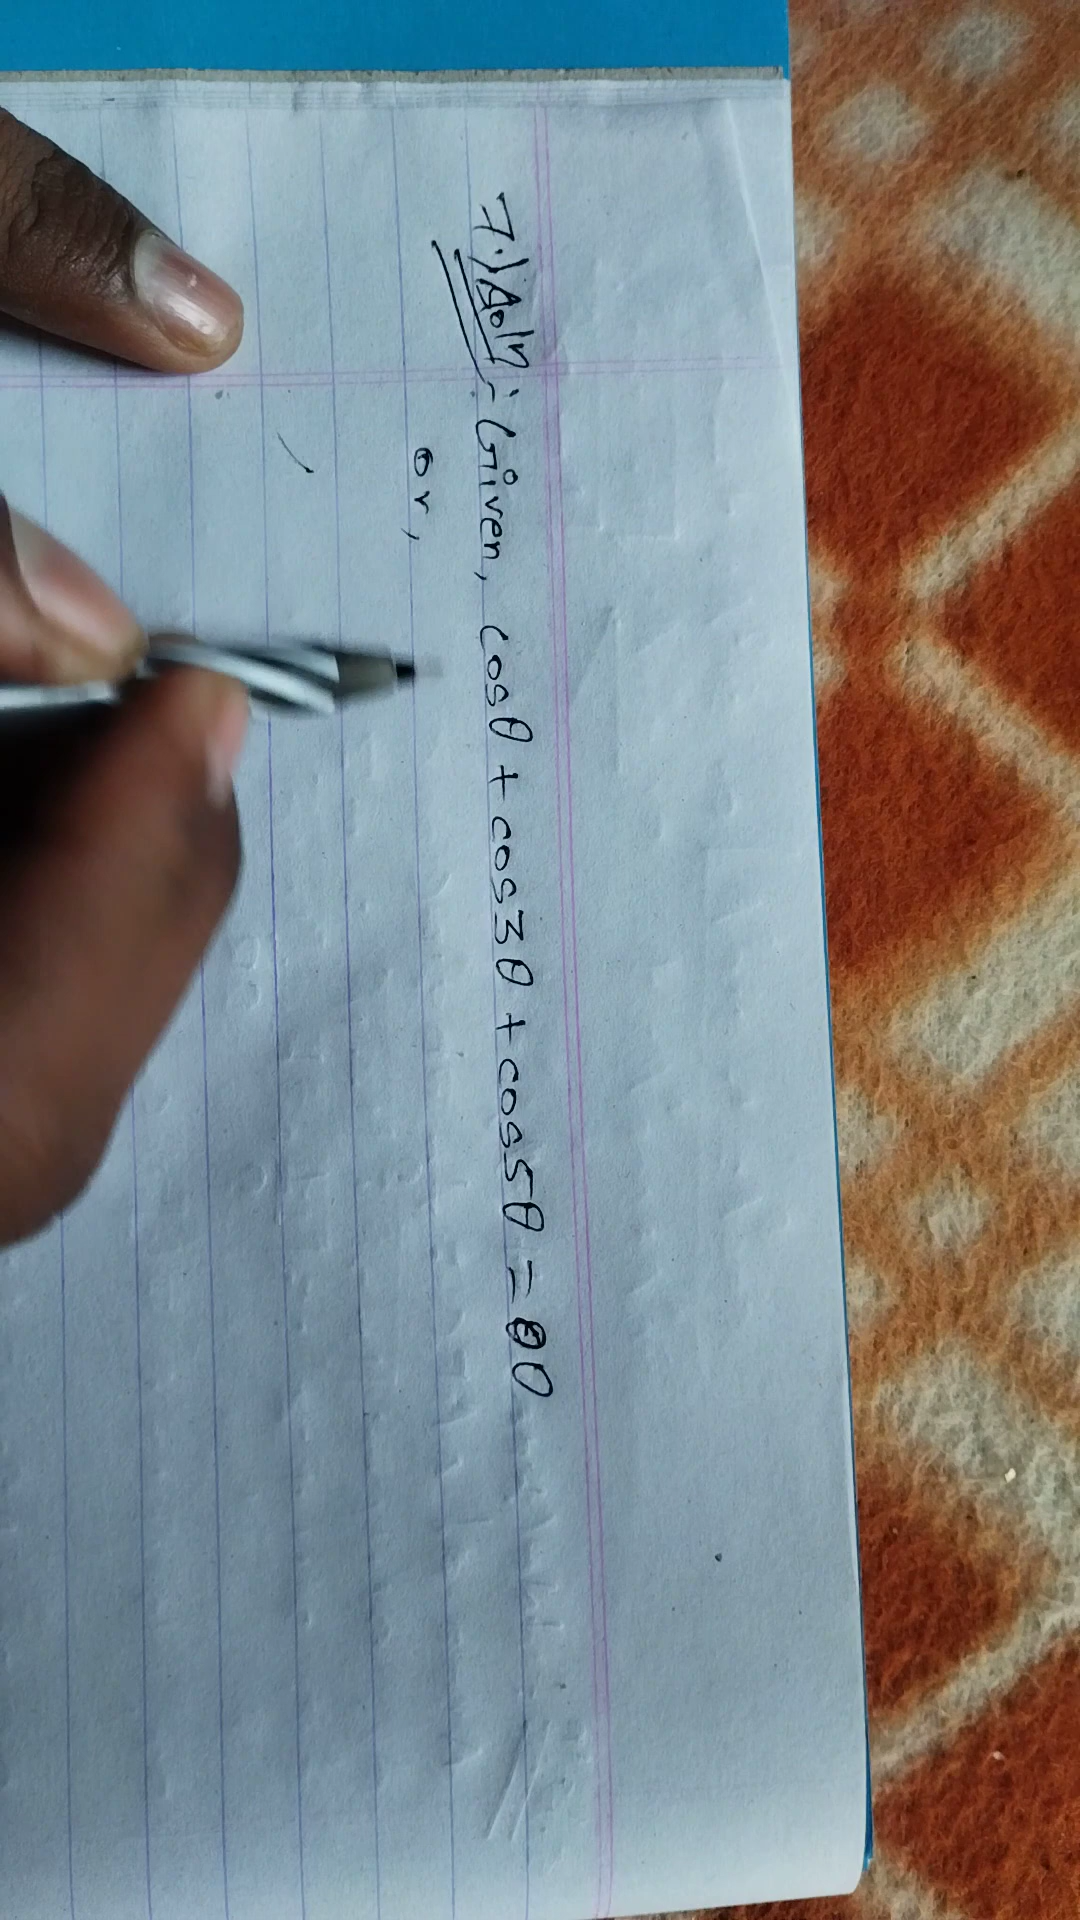 7.) Soln:- Given, cosθ + cos3θ + cos5θ = 0
or,